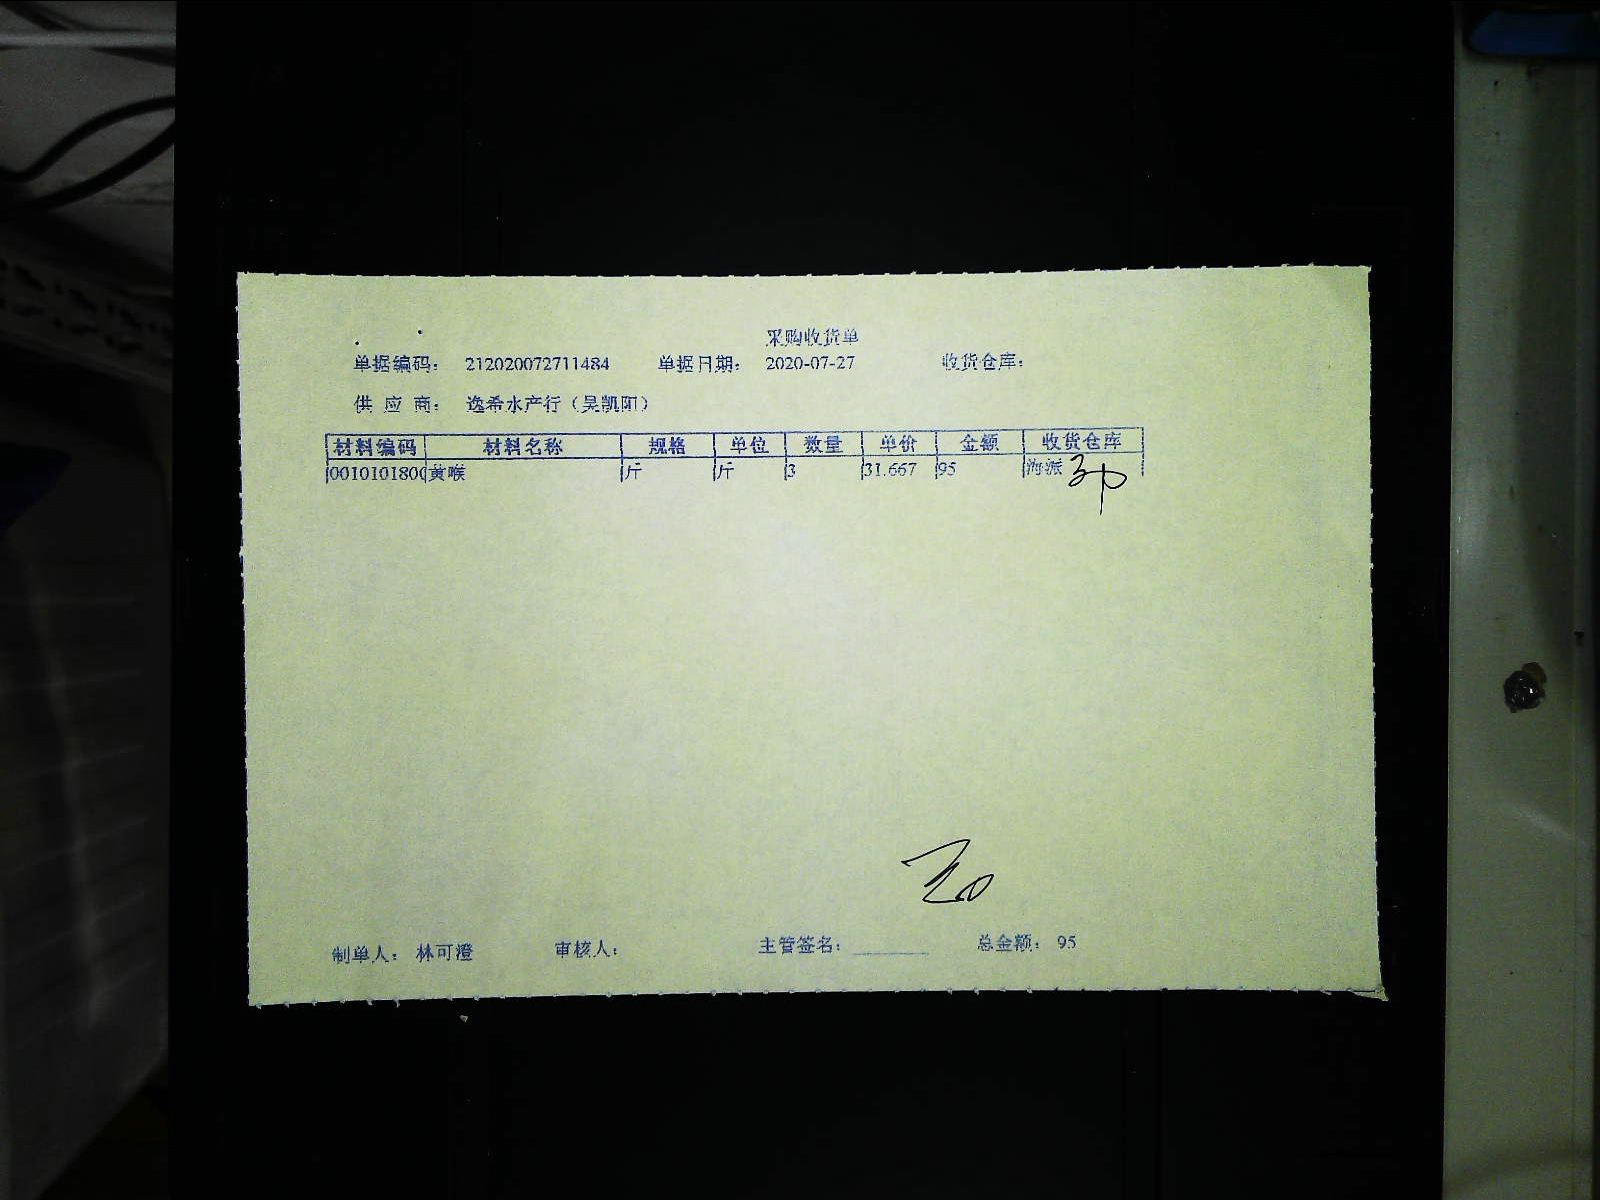 采购收货单
单据编码： 212020072711484 单据日期： 2020-07-27 收货仓库：
供 应 商： 逸希水产行（吴凯阳）
材料编码 材料名称 规格 单位 数量 单价 金额 收货仓库
0010101800 黄喉 斤 斤 3 31.667 95 海派
制单人： 林可澄 审核人： 主管签名： 总金额： 95